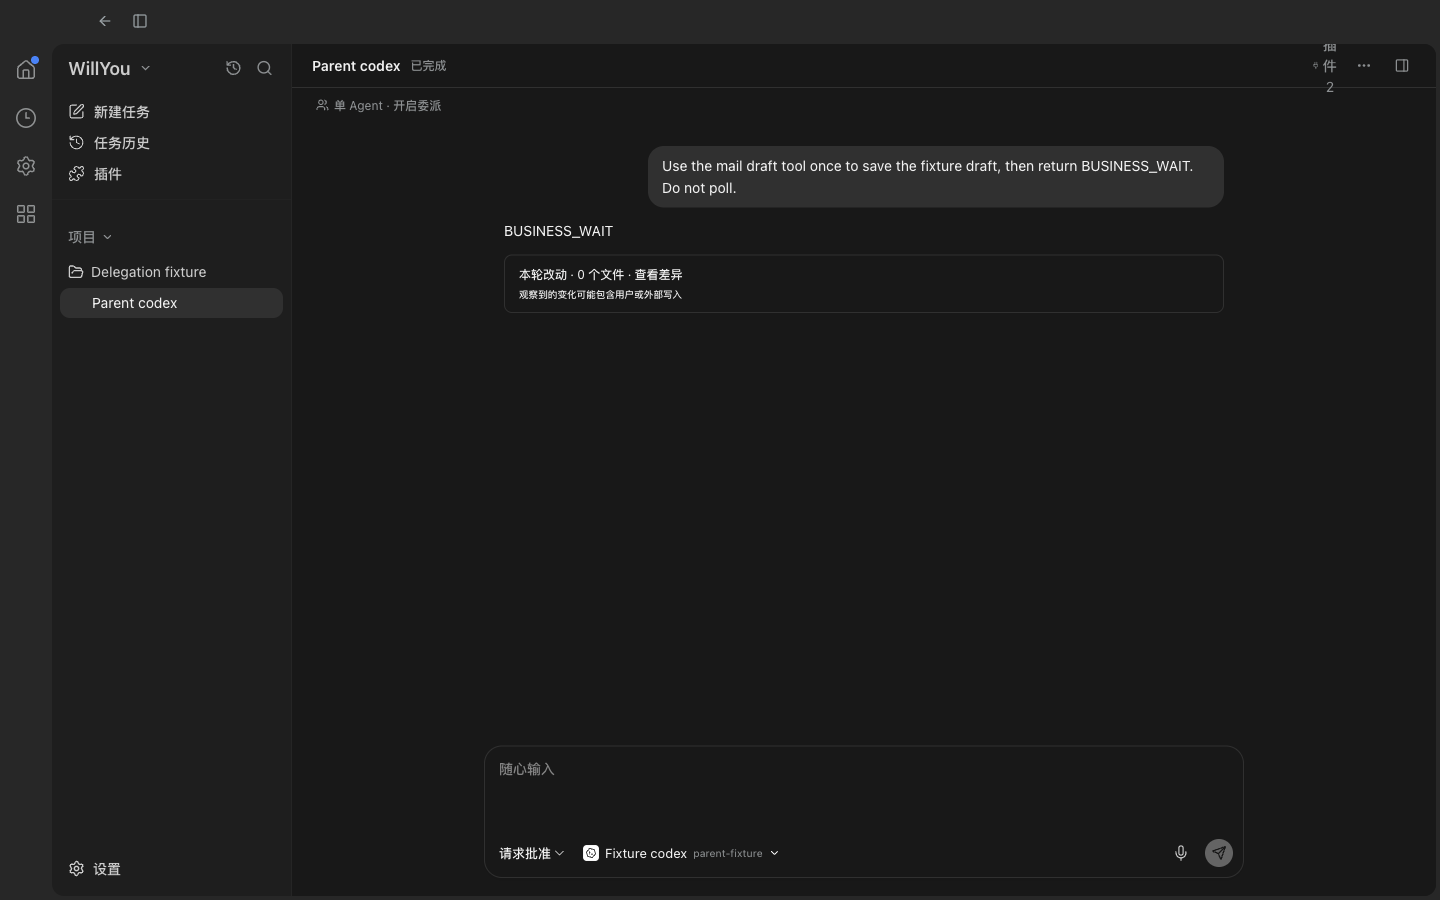 WillYou
新建任务
任务历史
插件
项目
Delegation fixture
Parent codex
设置
Parent codex 已完成
插
件
2
单 Agent · 开启委派
Use the mail draft tool once to save the fixture draft, then return BUSINESS_WAIT.
Do not poll.
BUSINESS_WAIT
本轮改动 · 0 个文件 · 查看差异
观察到的变化可能包含用户或外部写入
随心输入
请求批准 Fixture codex parent-fixture